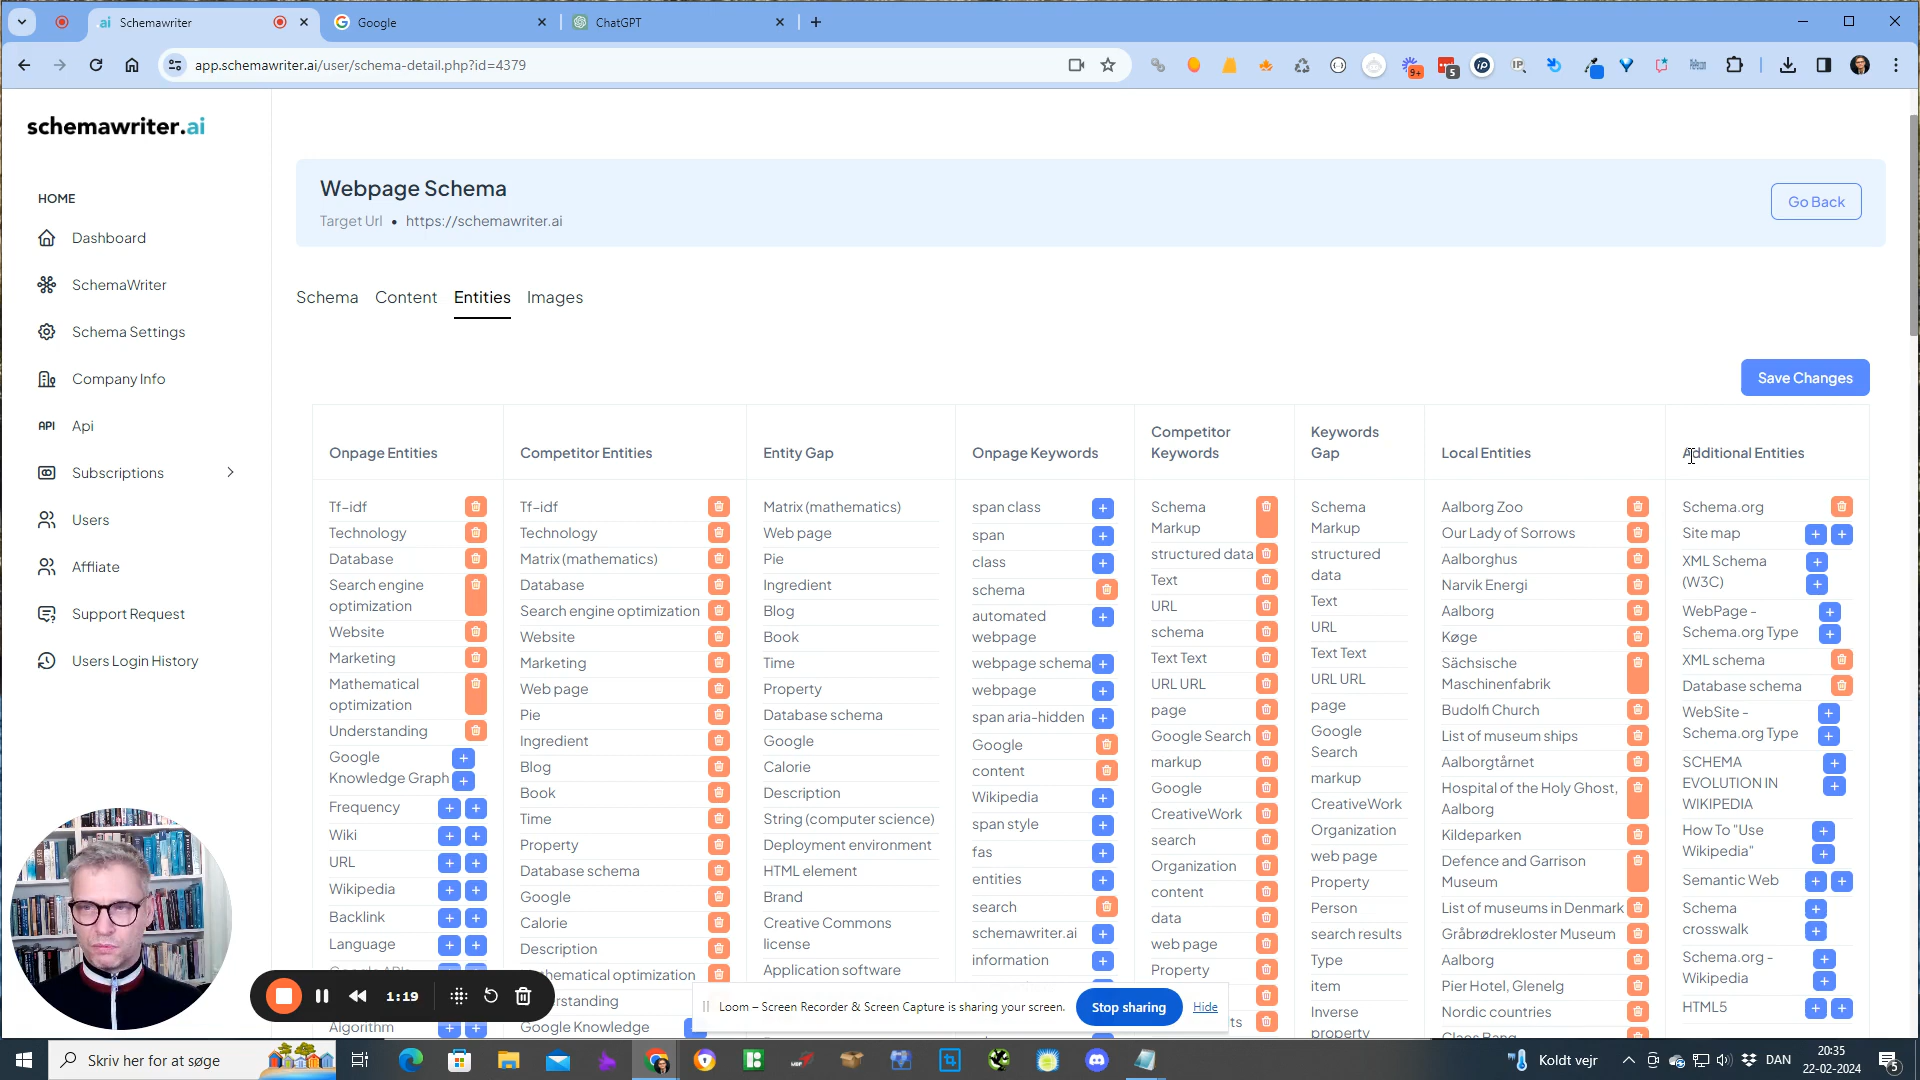 Schemawriter
Google
ChatGPT
app.schemawriter.ai/user/schema-detail.php?id=4379
9+
5
schemawriter.ai
HOME
Dashboard
SchemaWriter
Schema Settings
Company Info
API Api
Subscriptions
Users
Affliate
Support Request
Users Login History
Webpage Schema
Target Url • https://schemawriter.ai
Go Back
Schema Content Entities Images
Save Changes
Onpage Entities
Tf-idf
Technology
Database
Search engine
optimization
Website
Marketing
Mathematical
optimization
Understanding
Google
Knowledge Graph
Frequency
Wiki
URL
Wikipedia
Backlink
Language
Algorithm
Competitor Entities
Tf-idf
Technology
Matrix (mathematics)
Database
Search engine optimization
Website
Marketing
Web page
Pie
Ingredient
Blog
Book
Time
Property
Database schema
Google
Calorie
Description
hematical optimization
rstanding
Google Knowledge
Entity Gap
Matrix (mathematics)
Web page
Pie
Ingredient
Blog
Book
Time
Property
Database schema
Google
Calorie
Description
String (computer science)
Deployment environment
HTML element
Brand
Creative Commons
license
Application software
Onpage Keywords
span class
span
class
schema
automated
webpage
webpage schema
webpage
span aria-hidden
Google
content
Wikipedia
span style
fas
entities
search
schemawriter.ai
information
Competitor
Keywords
Schema
Markup
structured data
Text
URL
schema
Text Text
URL URL
page
Google Search
markup
Google
CreativeWork
search
Organization
content
data
web page
Property
ts
Keywords
Gap
Schema
Markup
structured
data
Text
URL
Text Text
URL URL
page
Google
Search
markup
CreativeWork
Organization
web page
Property
Person
search results
Type
item
Inverse
property
Local Entities
Aalborg Zoo
Our Lady of Sorrows
Aalborghus
Narvik Energi
Aalborg
Køge
Sächsische
Maschinenfabrik
Budolfi Church
List of museum ships
Aalborgtårnet
Hospital of the Holy Ghost,
Aalborg
Kildeparken
Defence and Garrison
Museum
List of museums in Denmark
Gråbrødrekloster Museum
Aalborg
Pier Hotel, Glenelg
Nordic countries
Additional Entities
Schema.org
Site map
XML Schema
(W3C)
WebPage -
Schema.org Type
XML schema
Database schema
WebSite -
Schema.org Type
SCHEMA
EVOLUTION IN
WIKIPEDIA
How To "Use
Wikipedia"
Semantic Web
Schema
crosswalk
Schema.org -
Wikipedia
HTML5
1:19
Loom – Screen Recorder & Screen Capture is sharing your screen.
Stop sharing
Hide
Skriv her for at søge
Koldt vejr
DAN
20:35
22-02-2024
5